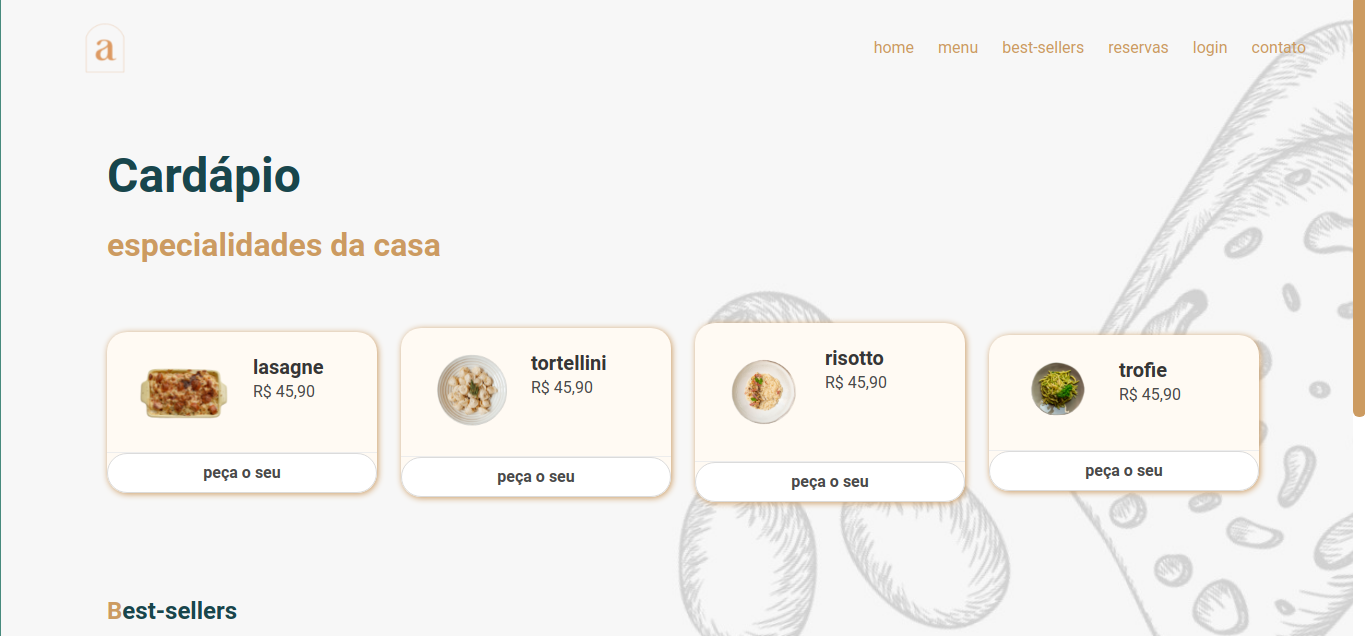 a
home menu best-sellers reservas login contato
Cardápio
especialidades da casa
lasagne
R$ 45,90
peça o seu
tortellini
R$ 45,90
peça o seu
risotto
R$ 45,90
peça o seu
trofie
R$ 45,90
peça o seu
Best-sellers